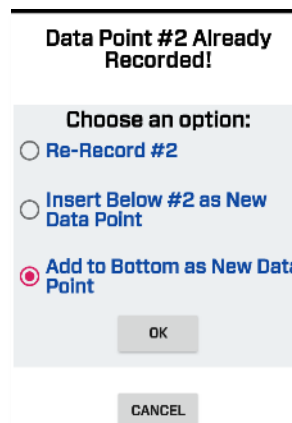 Data Point #2 Already
Recorded!
Choose an option:
Re-Record #2
Insert Below #2 as New
Data Point
Add to Bottom as New Data
Point
OK
CANCEL